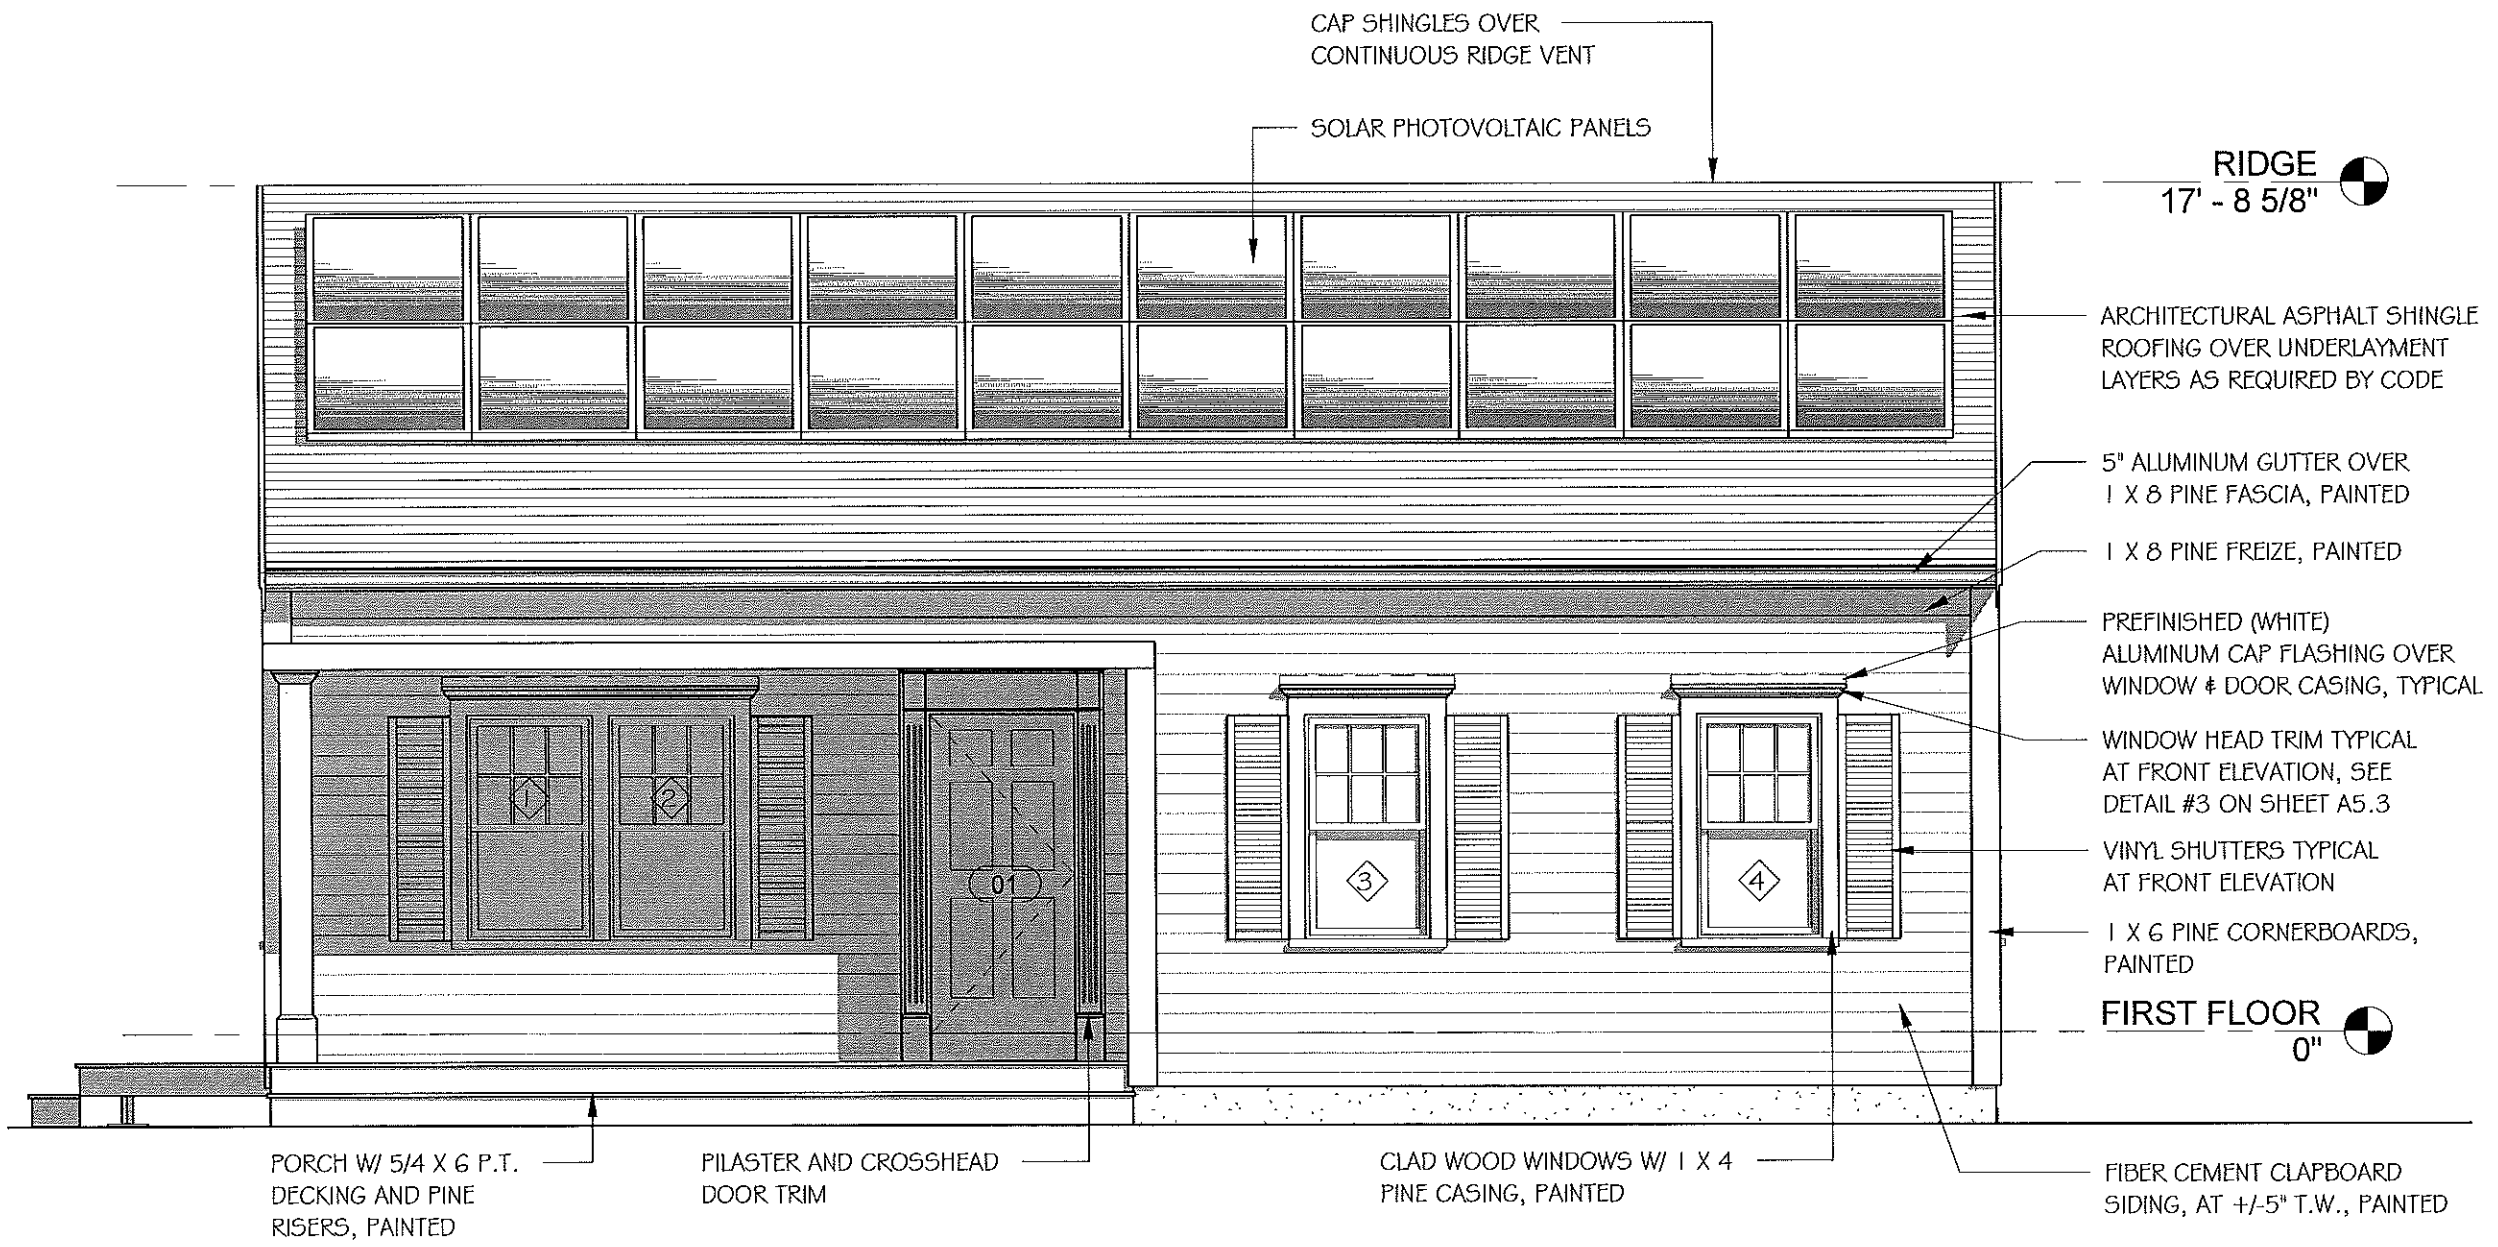 CAP SHINGLES OVER
CONTINUOUS RIDGE VENT
SOLAR PHOTOVOLTAIC PANELS
RIDGE
17' - 8 5/8"
ARCHITECTURAL ASPHALT SHINGLE
ROOFING OVER UNDERLAYMENT
LAYERS AS REQUIRED BY CODE
5" ALUMINUM GUTTER OVER
1 X 8 PINE FASCIA, PAINTED
1 X 8 PINE FREIZE, PAINTED
PREFINISHED (WHITE)
ALUMINUM CAP FLASHING OVER
WINDOW & DOOR CASING, TYPICAL
WINDOW HEAD TRIM TYPICAL
AT FRONT ELEVATION, SEE
DETAIL #3 ON SHEET A5.3
1
2
01
3
4
VINYL SHUTTERS TYPICAL
AT FRONT ELEVATION
1 X 6 PINE CORNERBOARDS,
PAINTED
FIRST FLOOR
0"
PORCH W/ 5/4 X 6 P.T.
DECKING AND PINE
RISERS, PAINTED
PILASTER AND CROSSHEAD
DOOR TRIM
CLAD WOOD WINDOWS W/ 1 X 4
PINE CASING, PAINTED
FIBER CEMENT CLAPBOARD
SIDING, AT +/-5" T.W., PAINTED